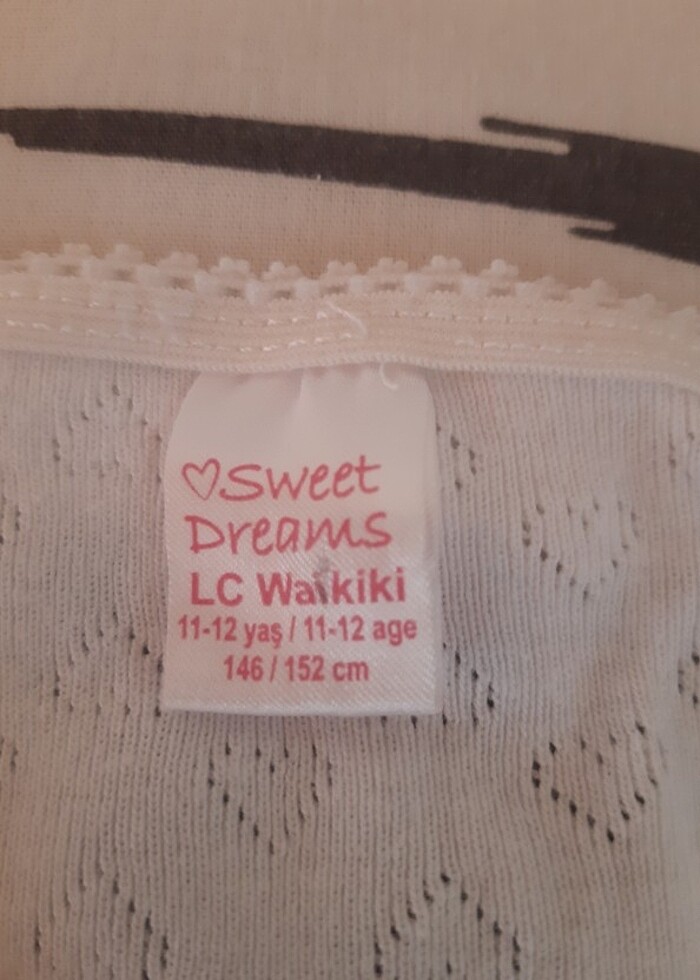 Sweet
Dreams
LC Waikiki
11-12 yaş / 11-12 age
146 / 152 cm